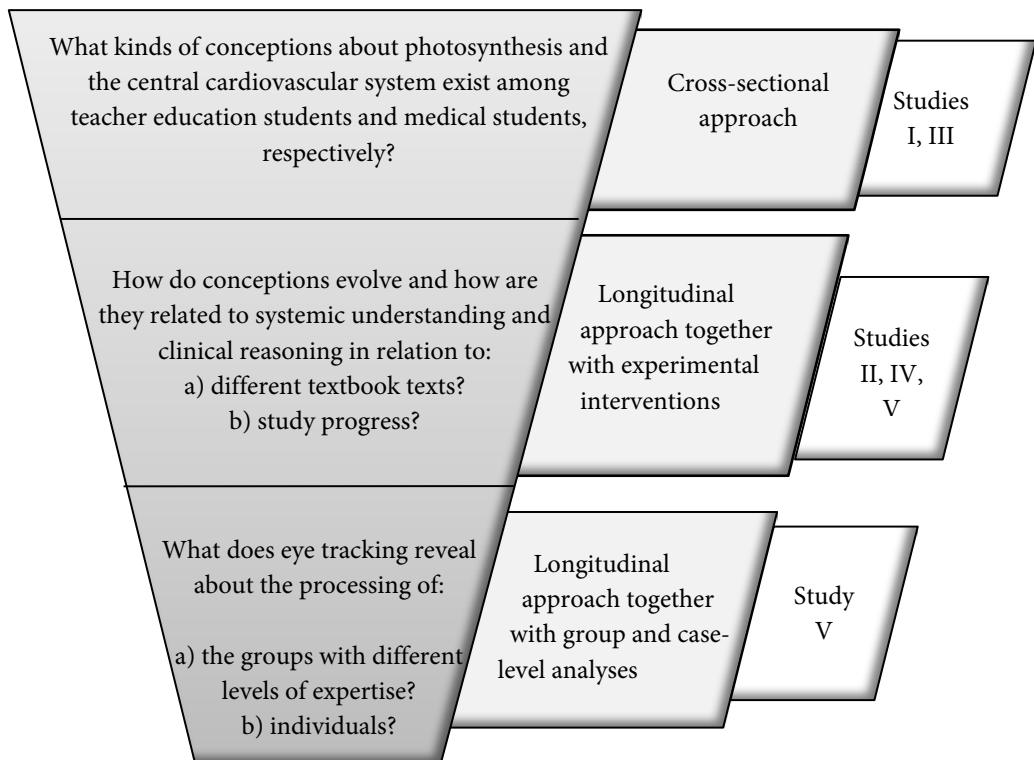 What kinds of conceptions about photosynthesis and
the central cardiovascular system exist among
teacher education students and medical students,
respectively?
Cross-sectional
approach
Studies
I, III
How do conceptions evolve and how are
they related to systemic understanding and
clinical reasoning in relation to:
a) different textbook texts?
b) study progress?
Longitudinal
approach together
with experimental
interventions
Studies
II, IV,
V
What does eye tracking reveal
about the processing of:
a) the groups with different
levels of expertise?
b) individuals?
Longitudinal
approach together
with group and case-
level analyses
Study
V